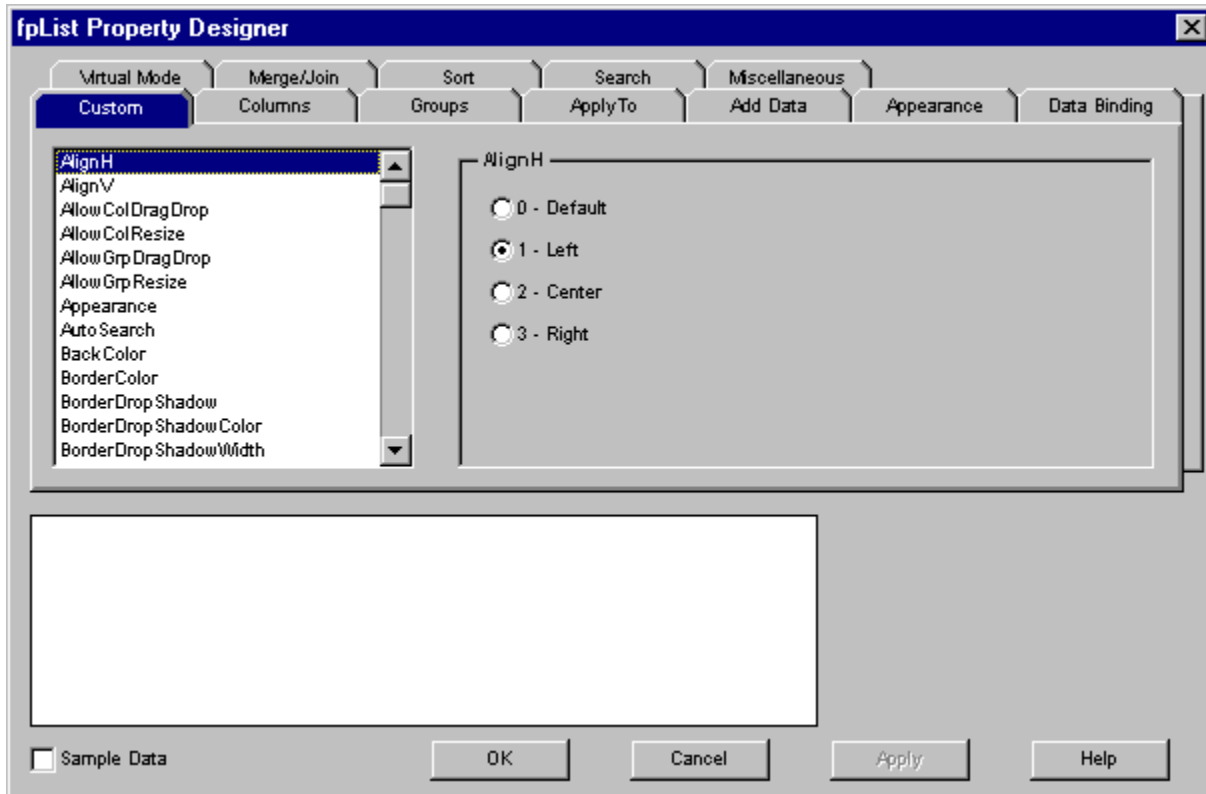 fpList Property Designer
Virtual Mode Merge/Join Sort Search Miscellaneous
Custom Columns Groups ApplyTo Add Data Appearance Data Binding
AlignH
AlignV
AllowColDragDrop
AllowColResize
AllowGrpDragDrop
AllowGrpResize
Appearance
AutoSearch
BackColor
BorderColor
BorderDropShadow
BorderDropShadowColor
BorderDropShadowWidth
AlignH
0 - Default
1 - Left
2 - Center
3 - Right
Sample Data
OK Cancel Apply Help